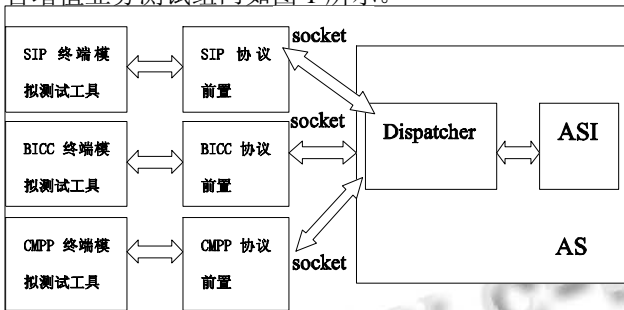 socket
SIP 终端模
拟测试工具
SIP 协议
前置
socket
BICC 终端模
拟测试工具
BICC 协议
前置
Dispatcher
ASI
CMPP 终端模
拟测试工具
CMPP 协议
前置
socket
AS